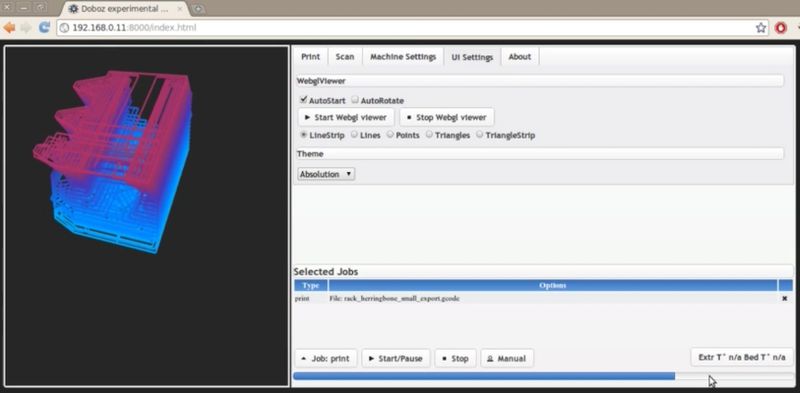 Doboz experimental ...
192.168.0.11:8000/index.html
Print Scan Machine Settings UI Settings About
WebglViewer
AutoStart AutoRotate
Start Webgl viewer Stop Webgl viewer
LineStrip Lines Points Triangles TriangleStrip
Theme
Absolution
Selected Jobs
Type Options
print File: rack_herringbone_small_export.gcode
Job: print Start/Pause Stop Manual Extr T° n/a Bed T° n/a